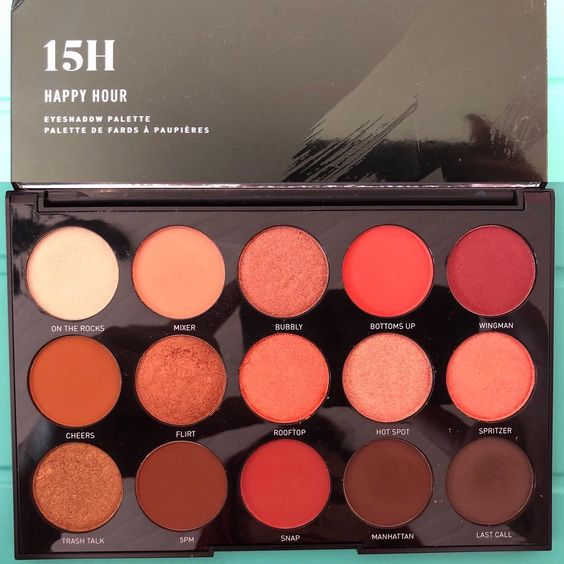 15H
HAPPY HOUR
EYESHADOW PALETTE
PALETTE DE FARDS À PAUPIÈRES
ON THE ROCKS
MIXER
BUBBLY
BOTTOMS UP
WINGMAN
CHEERS
FLIRT
ROOFTOP
HOT SPOT
SPRITZER
TRASH TALK
5PM
SNAP
MANHATTAN
LAST CALL